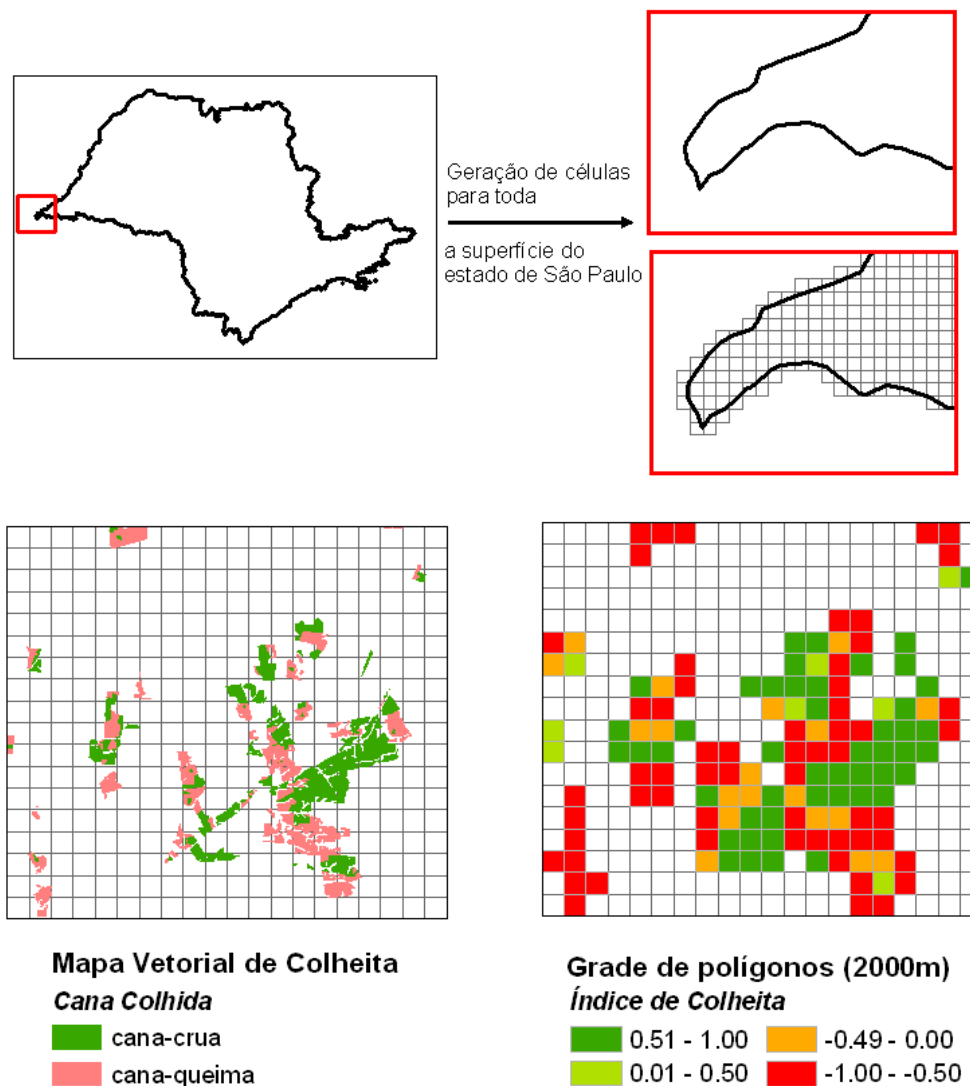 Geração de células
para toda
a superfície do
estado de São Paulo
Mapa Vetorial de Colheita
Cana Colhida
cana-crua
cana-queima
Grade de polígonos (2000m)
Índice de Colheita
0.51 - 1.00
-0.49 - 0.00
0.01 - 0.50
-1.00 - -0.50